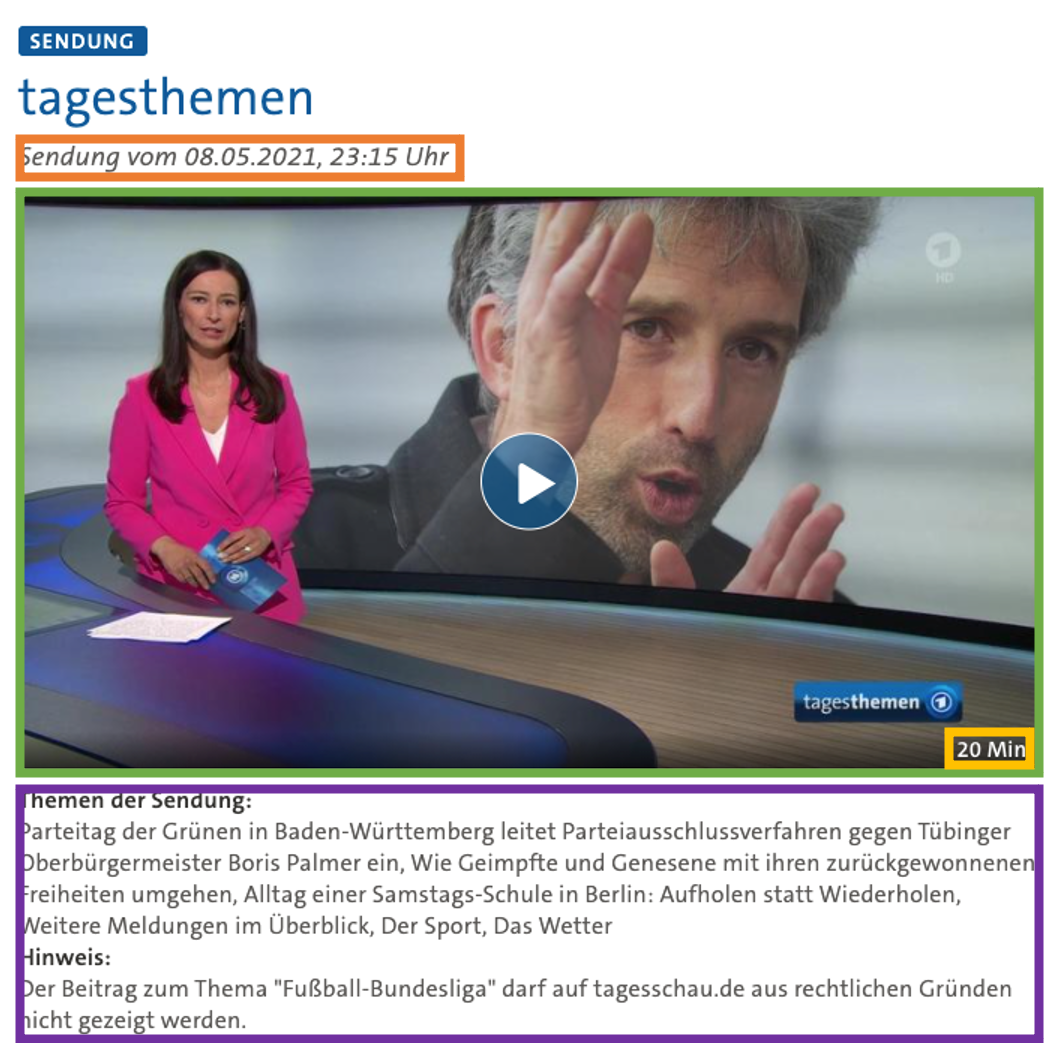 SENDUNG
tagesthemen
Sendung vom 08.05.2021, 23:15 Uhr
HD
tagesthemen
20 Min
Themen der Sendung:
Parteitag der Grünen in Baden-Württemberg leitet Parteiausschlussverfahren gegen Tübinger
Oberbürgermeister Boris Palmer ein, Wie Geimpfte und Genesene mit ihren zurückgewonnenen
Freiheiten umgehen, Alltag einer Samstags-Schule in Berlin: Aufholen statt Wiederholen,
Weitere Meldungen im Überblick, Der Sport, Das Wetter
Hinweis:
Der Beitrag zum Thema "Fußball-Bundesliga" darf auf tagesschau.de aus rechtlichen Gründen
nicht gezeigt werden.